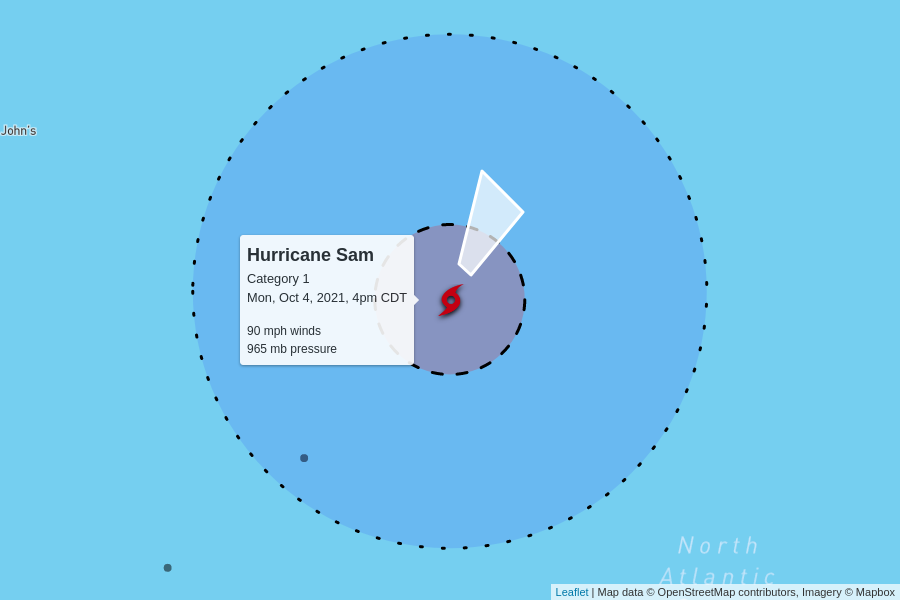 John's
Hurricane Sam
Category 1
Mon, Oct 4, 2021, 4pm CDT
90 mph winds
965 mb pressure
North
Atlantic
Leaflet | Map data © OpenStreetMap contributors, Imagery © Mapbox